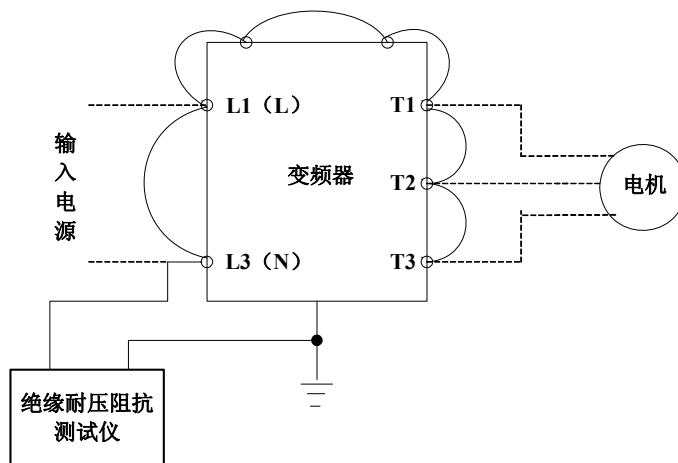 L1（L）
T1
输入电源
变频器
T2
电机
L3（N）
T3
绝缘耐压阻抗
测试仪